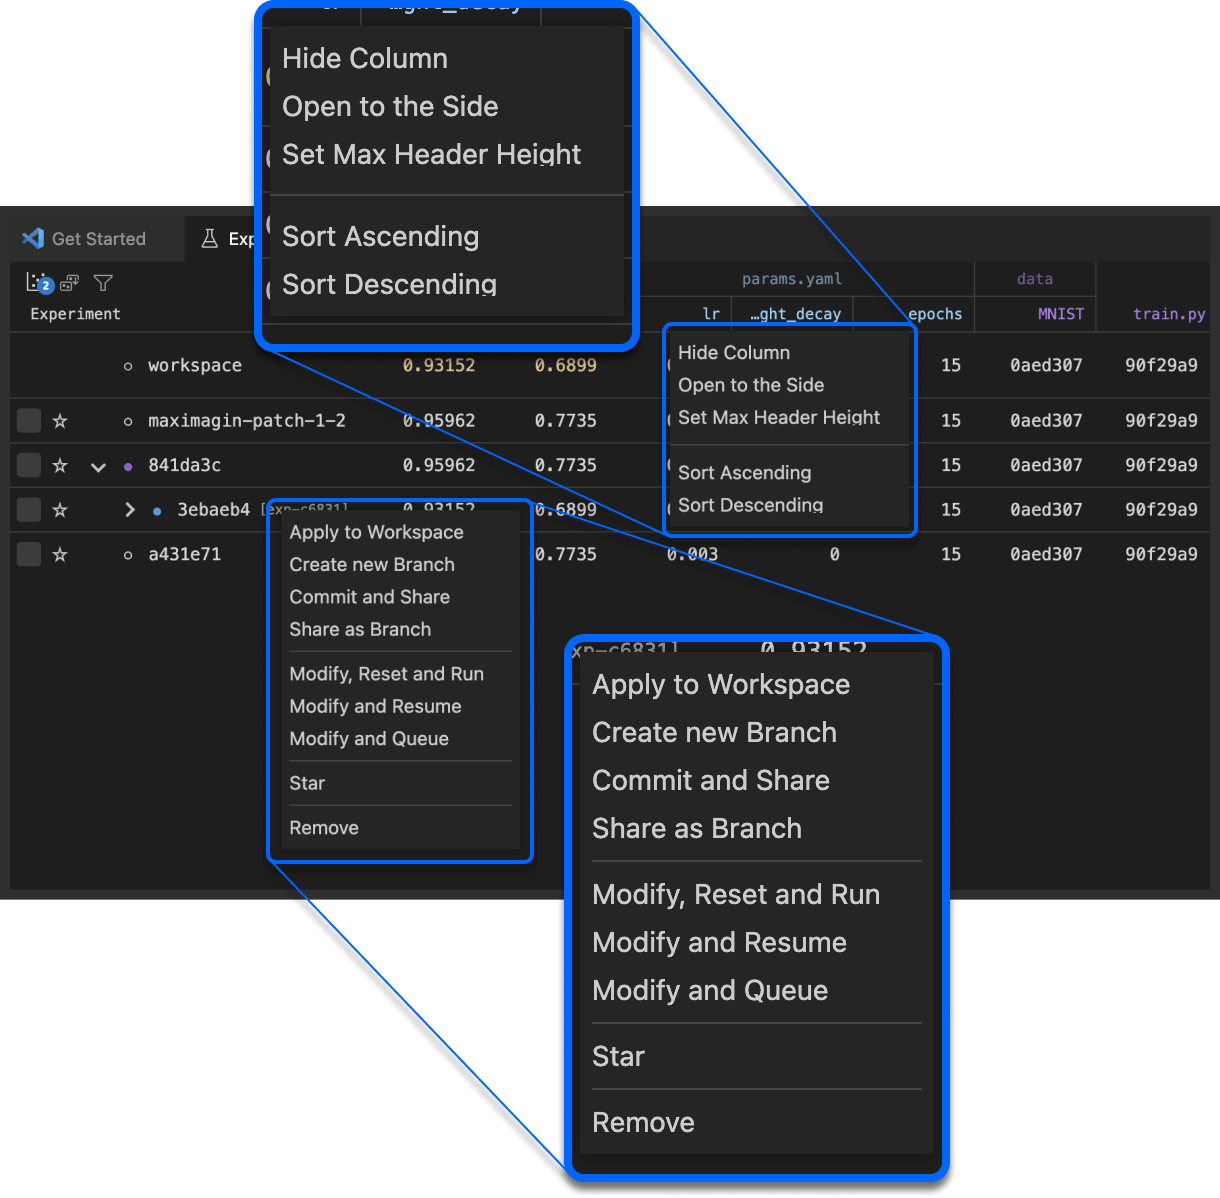 …ght_decay
Hide Column
Open to the Side
Set Max Header Height
Sort Ascending
Sort Descending
Get Started
params.yaml data
2
Experiment lr …ght_decay epochs MNIST train.py
workspace 0.93152 0.6899 15 0aed307 90f29a9
maximagin-patch-1-2 0.95962 0.7735 15 0aed307 90f29a9
841da3c 0.95962 0.7735 15 0aed307 90f29a9
3ebaeb4 [exp-c6831] 0.93152 0.6899 15 0aed307 90f29a9
a431e71 0.7735 0.003 0 15 0aed307 90f29a9
Hide Column
Open to the Side
Set Max Header Height
Sort Ascending
Sort Descending
Apply to Workspace
Create new Branch
Commit and Share
Share as Branch
Modify, Reset and Run
Modify and Resume
Modify and Queue
Star
Remove
xp-c6831] 0.93152
Apply to Workspace
Create new Branch
Commit and Share
Share as Branch
Modify, Reset and Run
Modify and Resume
Modify and Queue
Star
Remove